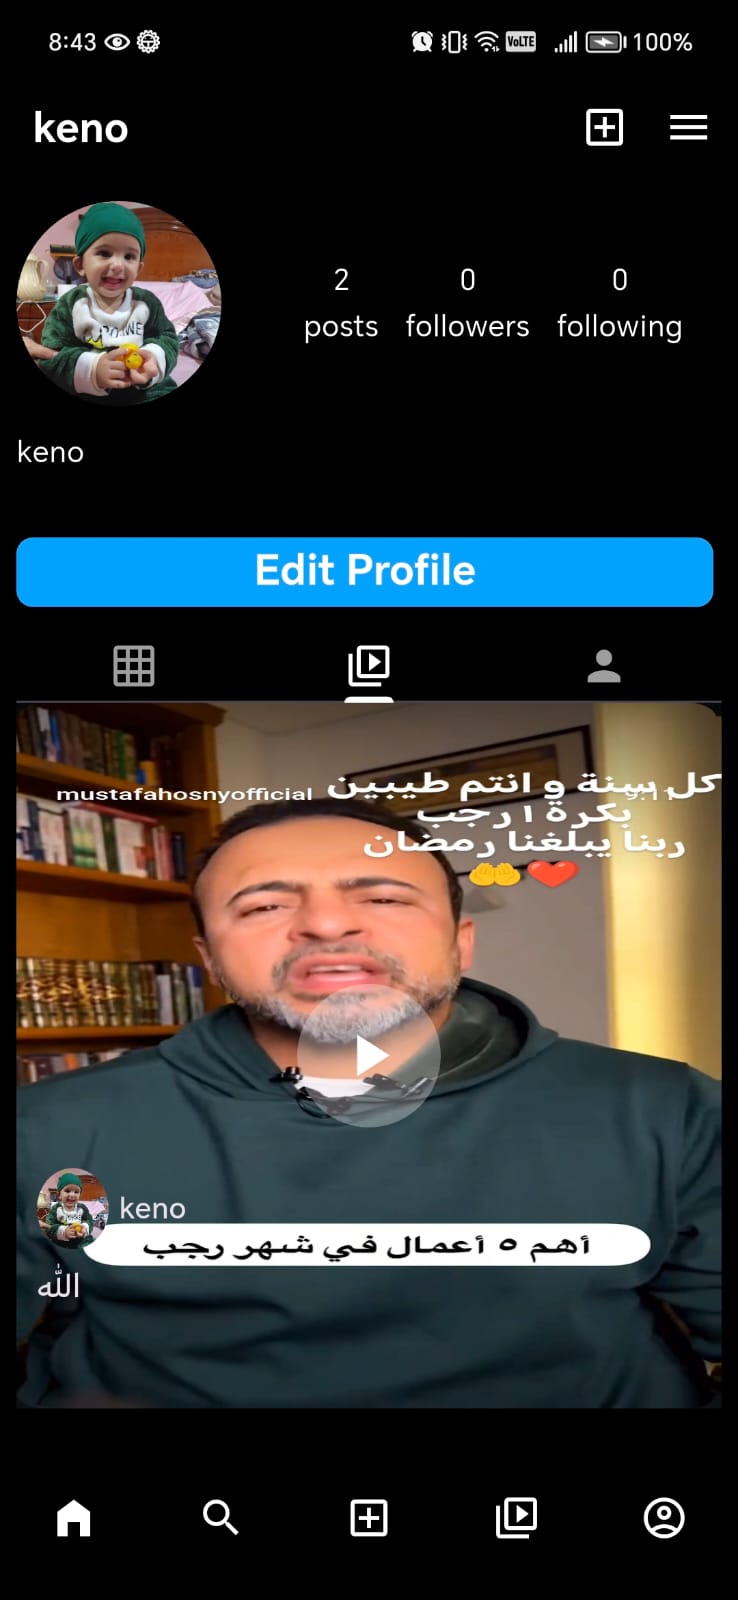 8:43
VoLTE
100%
keno
2
0
0
posts
followers
following
keno
Edit Profile
mustafahosnyofficial
كل سنة و انتم طيبين
بكرة ١ رجب
ربنا يبلغنا رمضان
keno
أهم ٥ أعمال في شهر رجب
الله